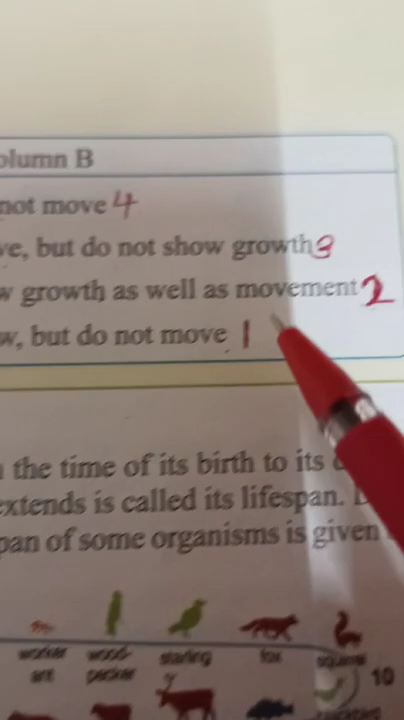 olumn B
not move 4
ve, but do not show growth 3
w growth as well as movement 2
w, but do not move 1
the time of its birth to its
extends is called its lifespan.
pan of some organisms is given
worker wood- starling fox squirrel
ant pecker
10